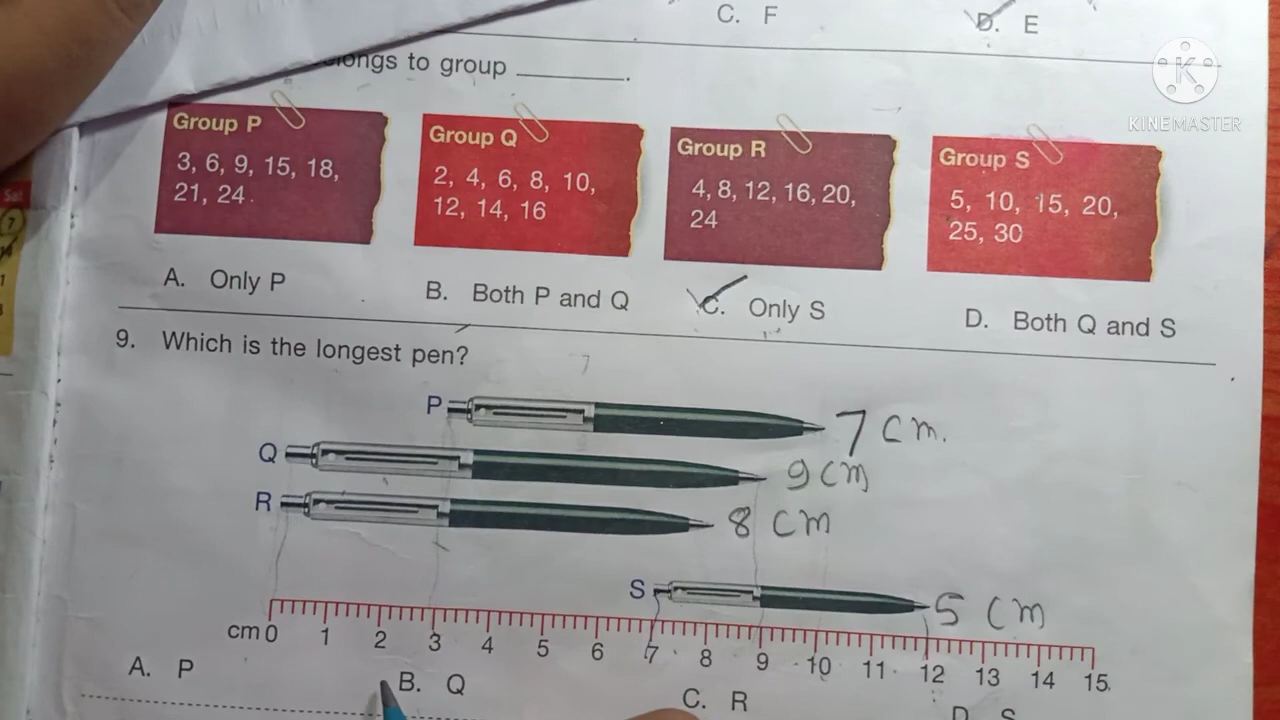 C. F D. E
longs to group ______.
KINEMASTER
Group P
3, 6, 9, 15, 18,
21, 24
Group Q
2, 4, 6, 8, 10,
12, 14, 16
Group R
4, 8, 12, 16, 20,
24
Group S
5, 10, 15, 20,
25, 30
A. Only P B. Both P and Q C. Only S D. Both Q and S
9. Which is the longest pen?
P 7 cm.
Q 9 cm
R 8 cm
S 5 cm
cm 0 1 2 3 4 5 6 7 8 9 10 11 12 13 14 15
A. P B. Q C. R D. S